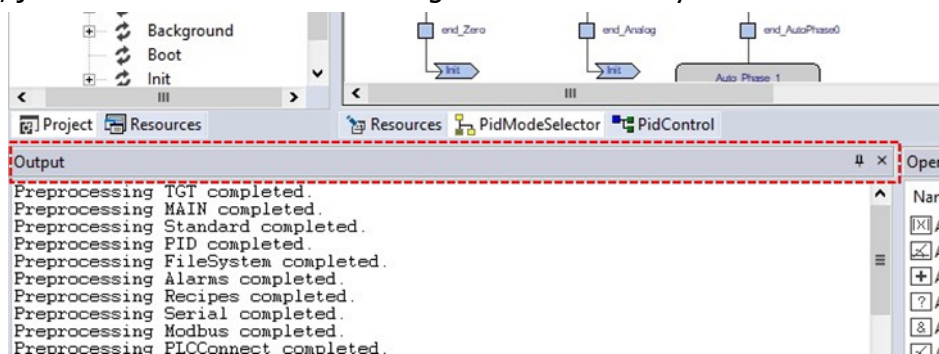 Background
Boot
Init
end_Zero
end_Analog
end_AutoPhase0
Init
Init
Auto Phase 1
Project
Resources
Resources
PidModeSelector
PidControl
Output
Preprocessing TGT completed.
Preprocessing MAIN completed.
Preprocessing Standard completed.
Preprocessing PID completed.
Preprocessing FileSystem completed.
Preprocessing Alarms completed.
Preprocessing Recipes completed.
Preprocessing Serial completed.
Preprocessing Modbus completed.
Preprocessing PLCConnect completed.